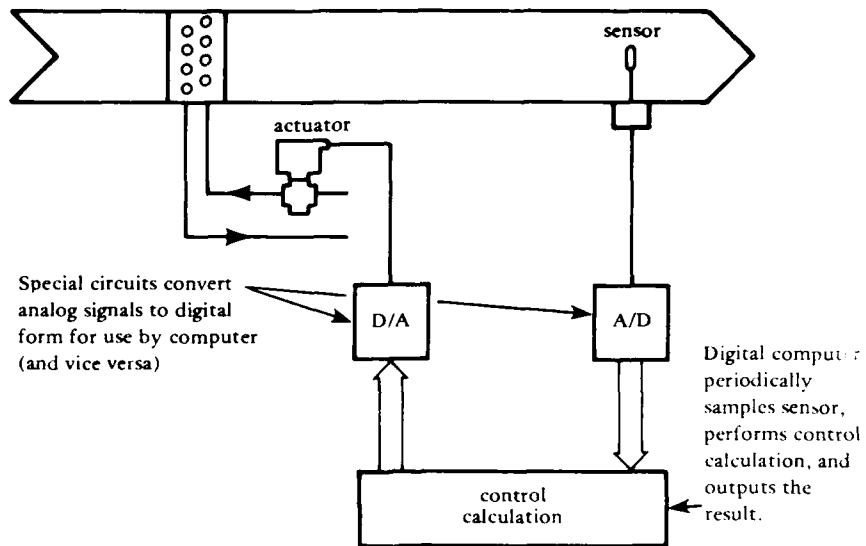 sensor
actuator
Special circuits convert
analog signals to digital
form for use by computer
(and vice versa)
D/A
A/D
Digital
periodically
samples sensor,
performs control
calculation, and
outputs the
result.
control
calculation